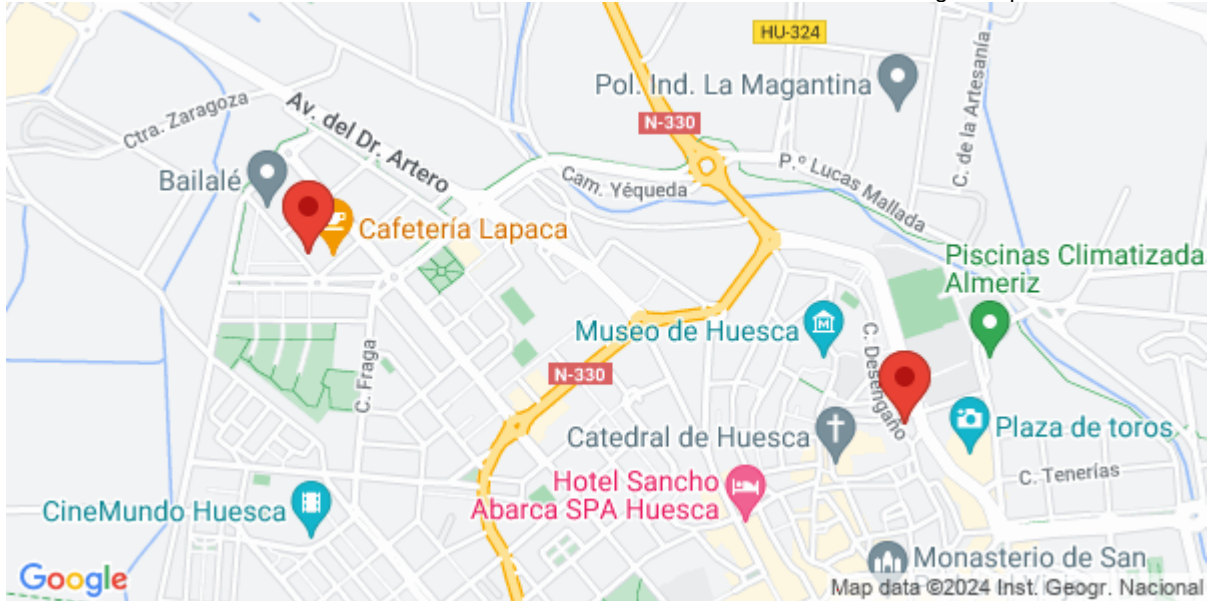 HU-324
Pol. Ind. La Magantina
C. de la Artesanía
Ctra. Zaragoza
Av. del Dr. Artero
N-330
P.º Lucas Mallada
Bailalé
Cam. Yéqueda
Cafetería Lapaca
Piscinas Climatizada
Almeriz
Museo de Huesca
C. Desengaño
C. Fraga
N-330
Catedral de Huesca
Plaza de toros
Hotel Sancho
Abarca SPA Huesca
C. Tenerías
CineMundo Huesca
Monasterio de San
Google
Map data ©2024 Inst. Geogr. Nacional